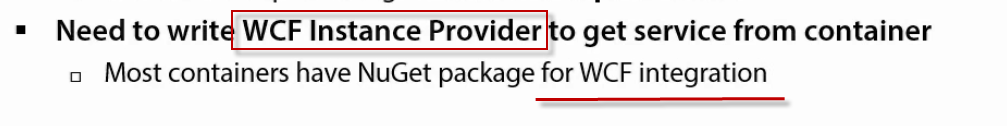 Need to write WCF Instance Provider to get service from container
Most containers have NuGet package for WCF integration